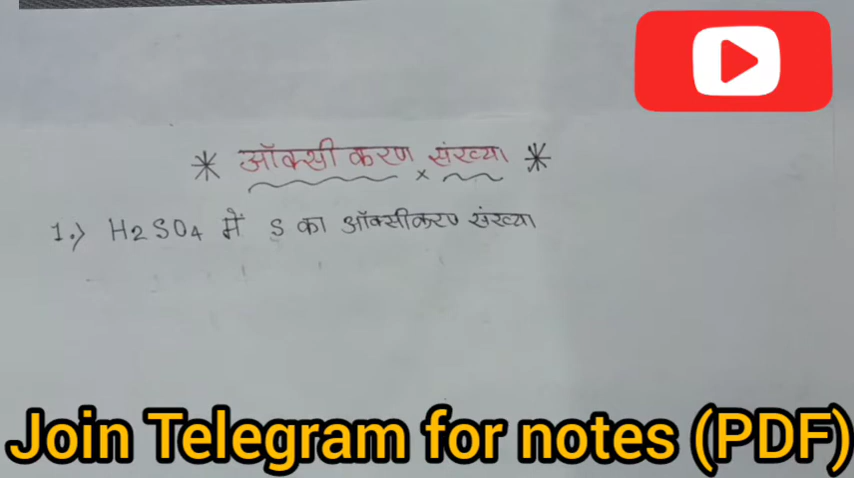 * ऑक्सीकरण संख्या *
x
1.) H2SO4 में S का ऑक्सीकरण संख्या
Join Telegram for notes (PDF)